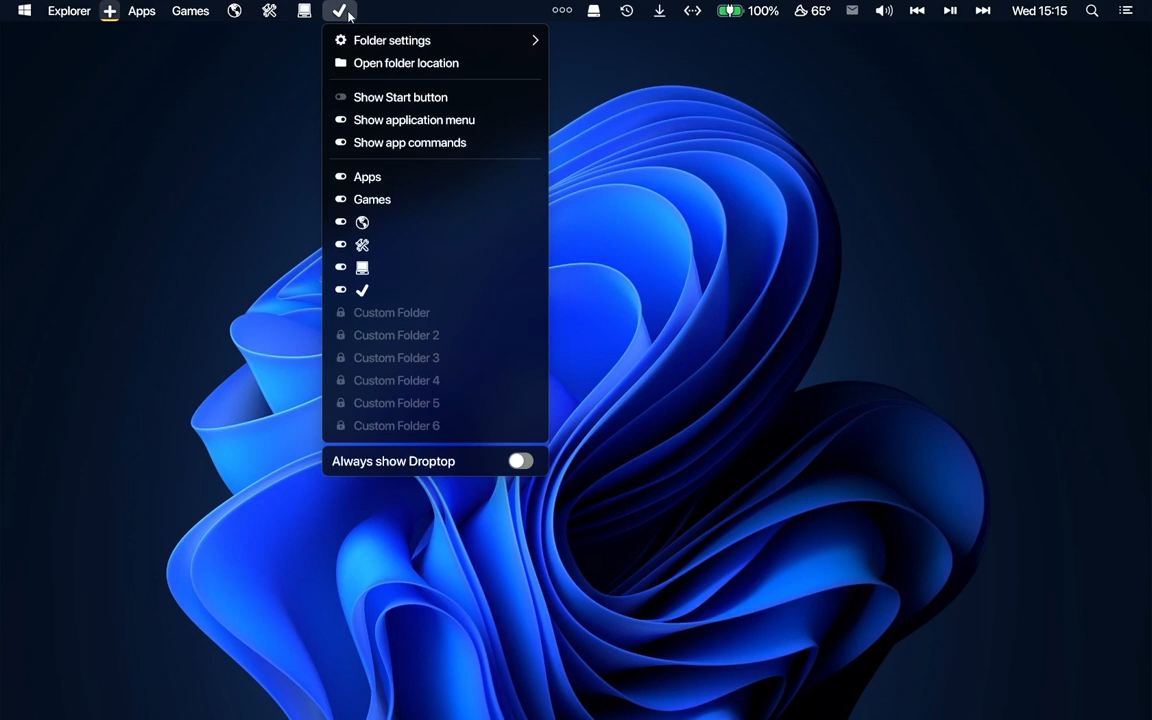 Explorer Apps Games 100% 65° Wed 15:15
Folder settings
Open folder location
Show Start button
Show application menu
Show app commands
Apps
Games
Custom Folder
Custom Folder 2
Custom Folder 3
Custom Folder 4
Custom Folder 5
Custom Folder 6
Always show Droptop